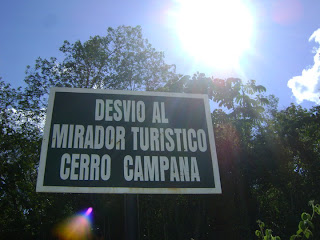 DESVIO AL
MIRADOR TURISTICO
CERRO CAMPANA